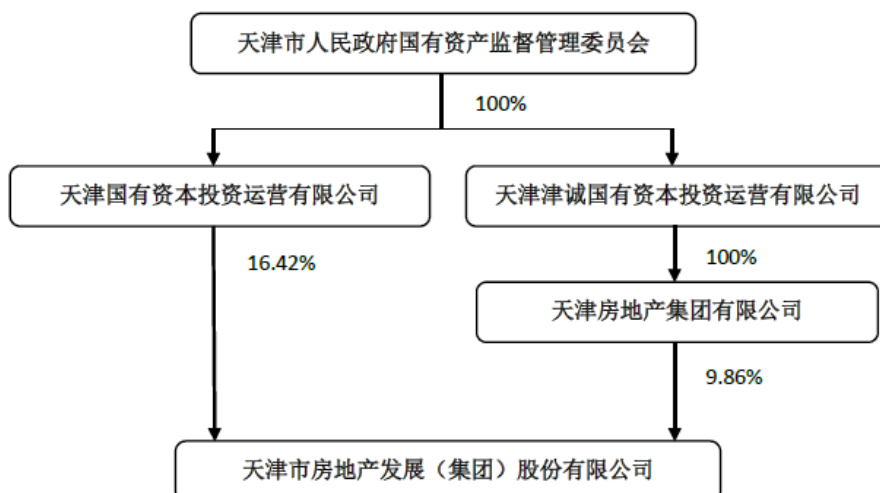 天津市人民政府国有资产监督管理委员会
100%
天津国有资本投资运营有限公司
天津津诚国有资本投资运营有限公司
16.42%
100%
天津房地产集团有限公司
9.86%
天津市房地产发展（集团）股份有限公司